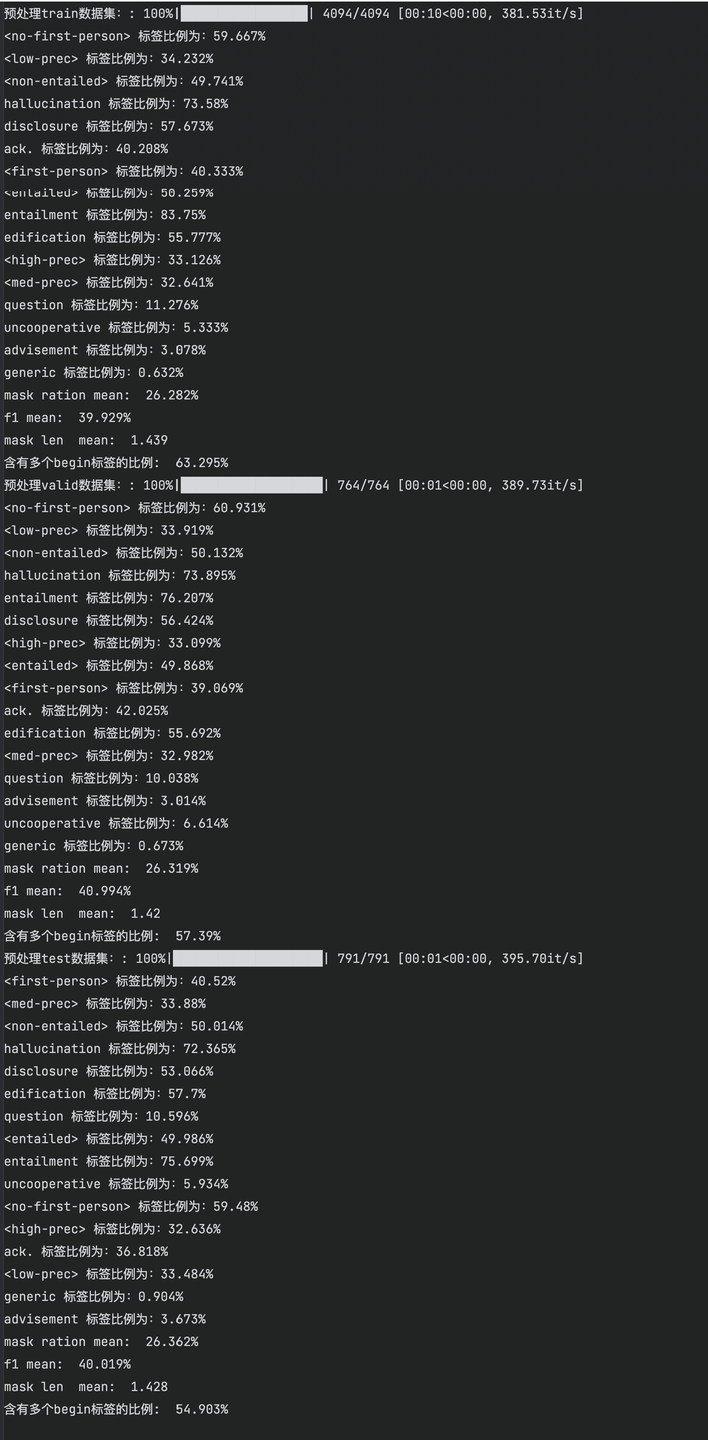 预处理train数据集：: 100%|██████████| 4094/4094 [00:10<00:00, 381.53it/s]
<no-first-person> 标签比例为：59.667%
<low-prec> 标签比例为：34.232%
<non-entailed> 标签比例为：49.741%
hallucination 标签比例为：73.58%
disclosure 标签比例为：57.673%
ack. 标签比例为：40.208%
<first-person> 标签比例为：40.333%
<entailed> 标签比例为：50.259%
entailment 标签比例为：83.75%
edification 标签比例为：55.777%
<high-prec> 标签比例为：33.126%
<med-prec> 标签比例为：32.641%
question 标签比例为：11.276%
uncooperative 标签比例为：5.333%
advisement 标签比例为：3.078%
generic 标签比例为：0.632%
mask ration mean:  26.282%
f1 mean:  39.929%
mask len  mean:  1.439
含有多个begin标签的比例:  63.295%
预处理valid数据集：: 100%|██████████| 764/764 [00:01<00:00, 389.73it/s]
<no-first-person> 标签比例为：60.931%
<low-prec> 标签比例为：33.919%
<non-entailed> 标签比例为：50.132%
hallucination 标签比例为：73.895%
entailment 标签比例为：76.207%
disclosure 标签比例为：56.424%
<high-prec> 标签比例为：33.099%
<entailed> 标签比例为：49.868%
<first-person> 标签比例为：39.069%
ack. 标签比例为：42.025%
edification 标签比例为：55.692%
<med-prec> 标签比例为：32.982%
question 标签比例为：10.038%
advisement 标签比例为：3.014%
uncooperative 标签比例为：6.614%
generic 标签比例为：0.673%
mask ration mean:  26.319%
f1 mean:  40.994%
mask len  mean:  1.42
含有多个begin标签的比例:  57.39%
预处理test数据集：: 100%|██████████| 791/791 [00:01<00:00, 395.70it/s]
<first-person> 标签比例为：40.52%
<med-prec> 标签比例为：33.88%
<non-entailed> 标签比例为：50.014%
hallucination 标签比例为：72.365%
disclosure 标签比例为：53.066%
edification 标签比例为：57.7%
question 标签比例为：10.596%
<entailed> 标签比例为：49.986%
entailment 标签比例为：75.699%
uncooperative 标签比例为：5.934%
<no-first-person> 标签比例为：59.48%
<high-prec> 标签比例为：32.636%
ack. 标签比例为：36.818%
<low-prec> 标签比例为：33.484%
generic 标签比例为：0.904%
advisement 标签比例为：3.673%
mask ration mean:  26.362%
f1 mean:  40.019%
mask len  mean:  1.428
含有多个begin标签的比例:  54.903%